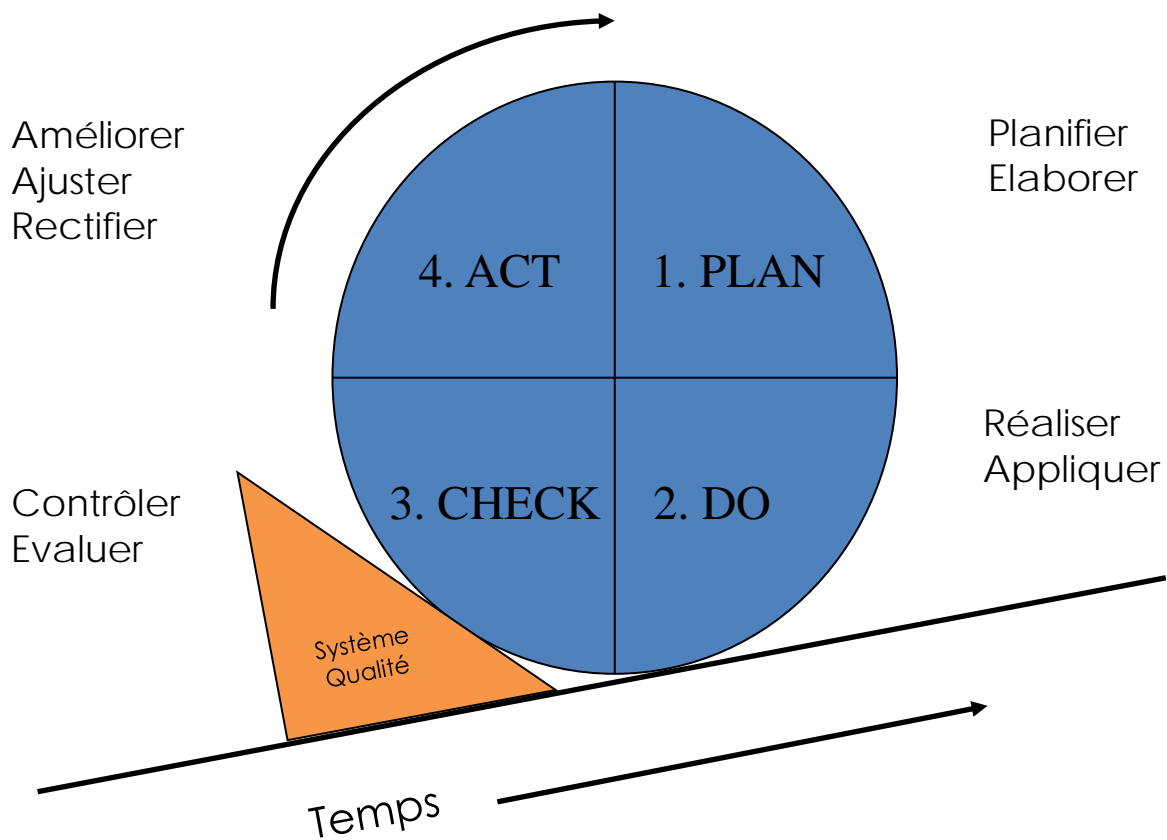 Améliorer
Ajuster
Rectifier
Planifier
Elaborer
4. ACT
1. PLAN
Réaliser
Appliquer
Contrôler
Evaluer
3. CHECK
2. DO
Système
Qualité
Temps